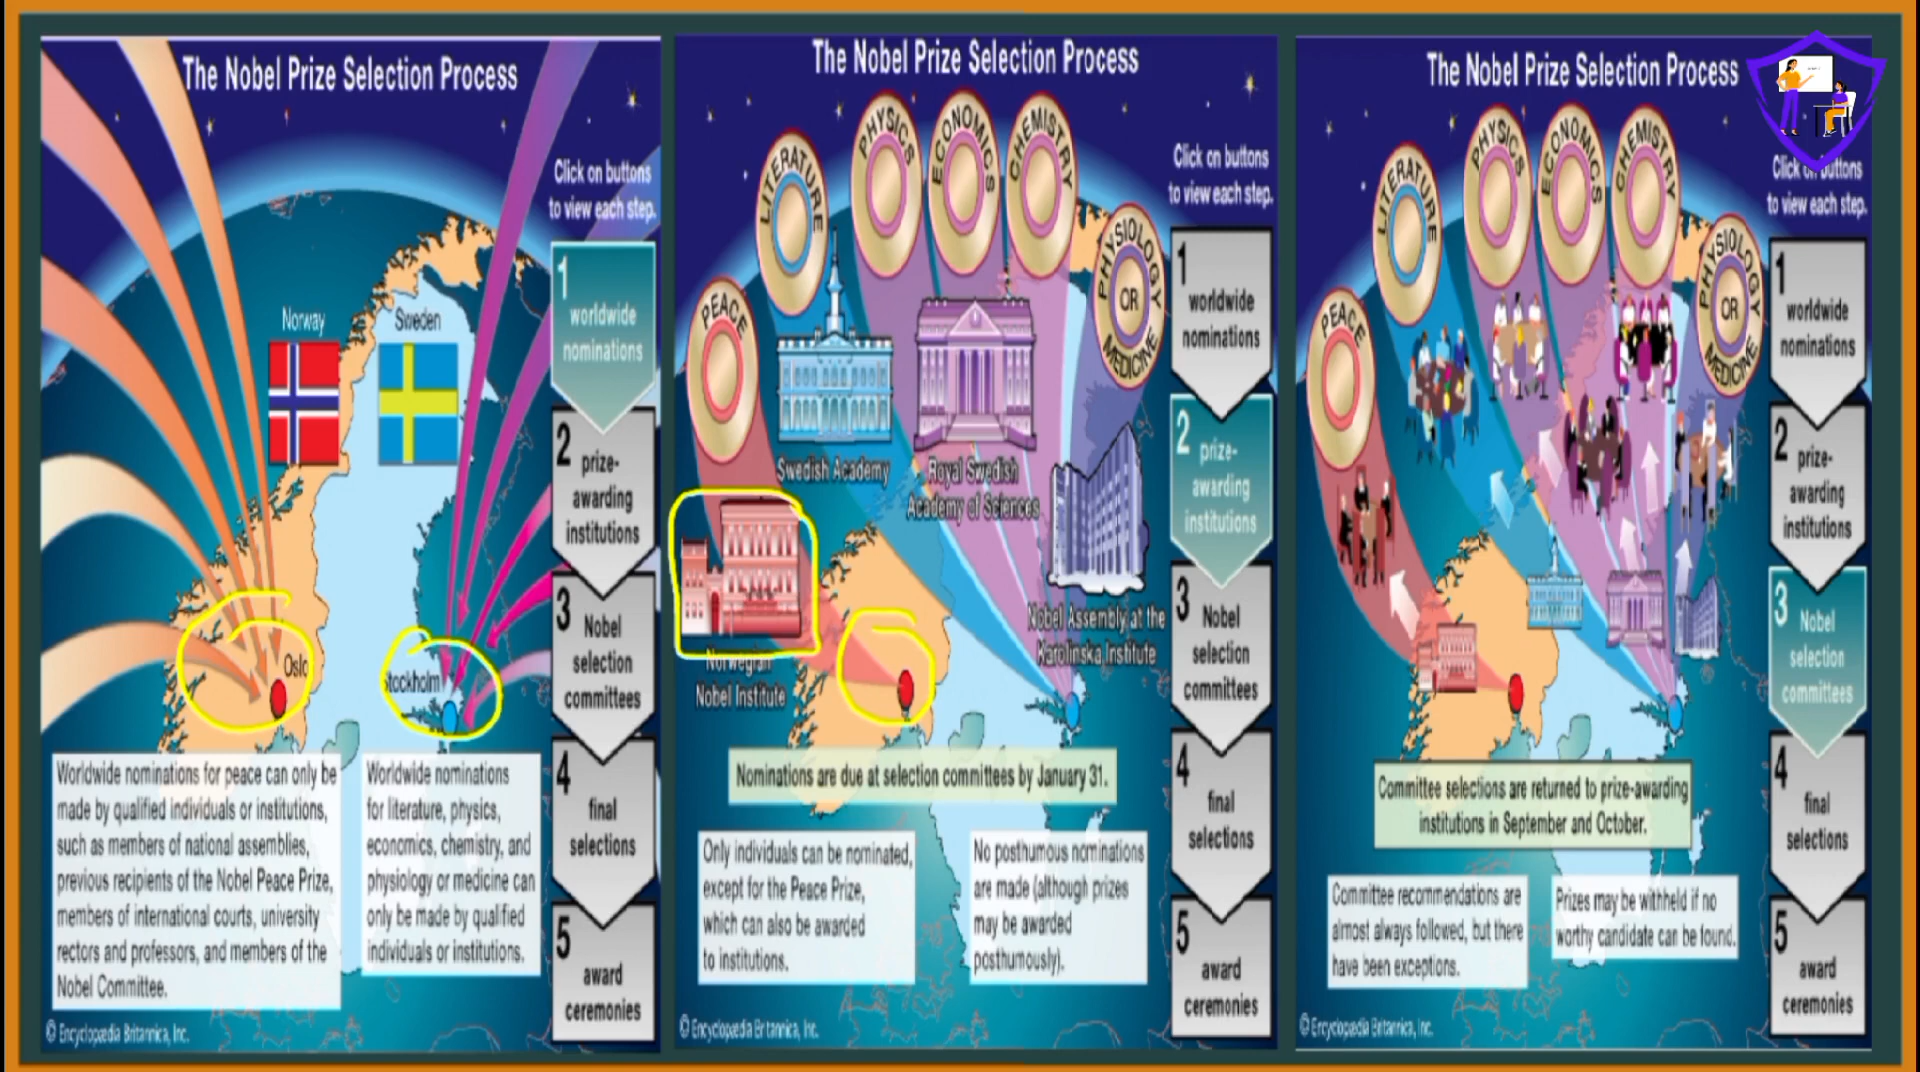 The Nobel Prize Selection Process
Click on buttons
to view each step.
Norway
Sweden
Oslo
Stockholm
1
worldwide
nominations
2
prize-
awarding
institutions
3
Nobel
selection
committees
4
final
selections
5
award
ceremonies
Worldwide nominations for peace can only be
made by qualified individuals or institutions,
such as members of national assemblies,
previous recipients of the Nobel Peace Prize,
members of international courts, university
rectors and professors, and members of the
Nobel Committee.
Worldwide nominations
for literature, physics,
economics, chemistry, and
physiology or medicine can
only be made by qualified
individuals or institutions.
© Encyclopædia Britannica, Inc.
The Nobel Prize Selection Process
Click on buttons
to view each step.
PEACE
LITERATURE
PHYSICS
ECONOMICS
CHEMISTRY
PHYSIOLOGY
OR
MEDICINE
Swedish Academy
Royal Swedish
Academy of Sciences
Nobel Assembly at the
Karolinska Institute
Norwegian
Nobel Institute
1
worldwide
nominations
2
prize-
awarding
institutions
3
Nobel
selection
committees
4
final
selections
5
award
ceremonies
Nominations are due at selection committees by January 31.
Only individuals can be nominated,
except for the Peace Prize,
which can also be awarded
to institutions.
No posthumous nominations
are made (although prizes
may be awarded
posthumously).
© Encyclopædia Britannica, Inc.
The Nobel Prize Selection Process
Click on buttons
to view each step.
PEACE
LITERATURE
PHYSICS
ECONOMICS
CHEMISTRY
PHYSIOLOGY
OR
MEDICINE
1
worldwide
nominations
2
prize-
awarding
institutions
3
Nobel
selection
committees
4
final
selections
5
award
ceremonies
Committee selections are returned to prize-awarding
institutions in September and October.
Committee recommendations are
almost always followed, but there
have been exceptions.
Prizes may be withheld if no
worthy candidate can be found.
© Encyclopædia Britannica, Inc.